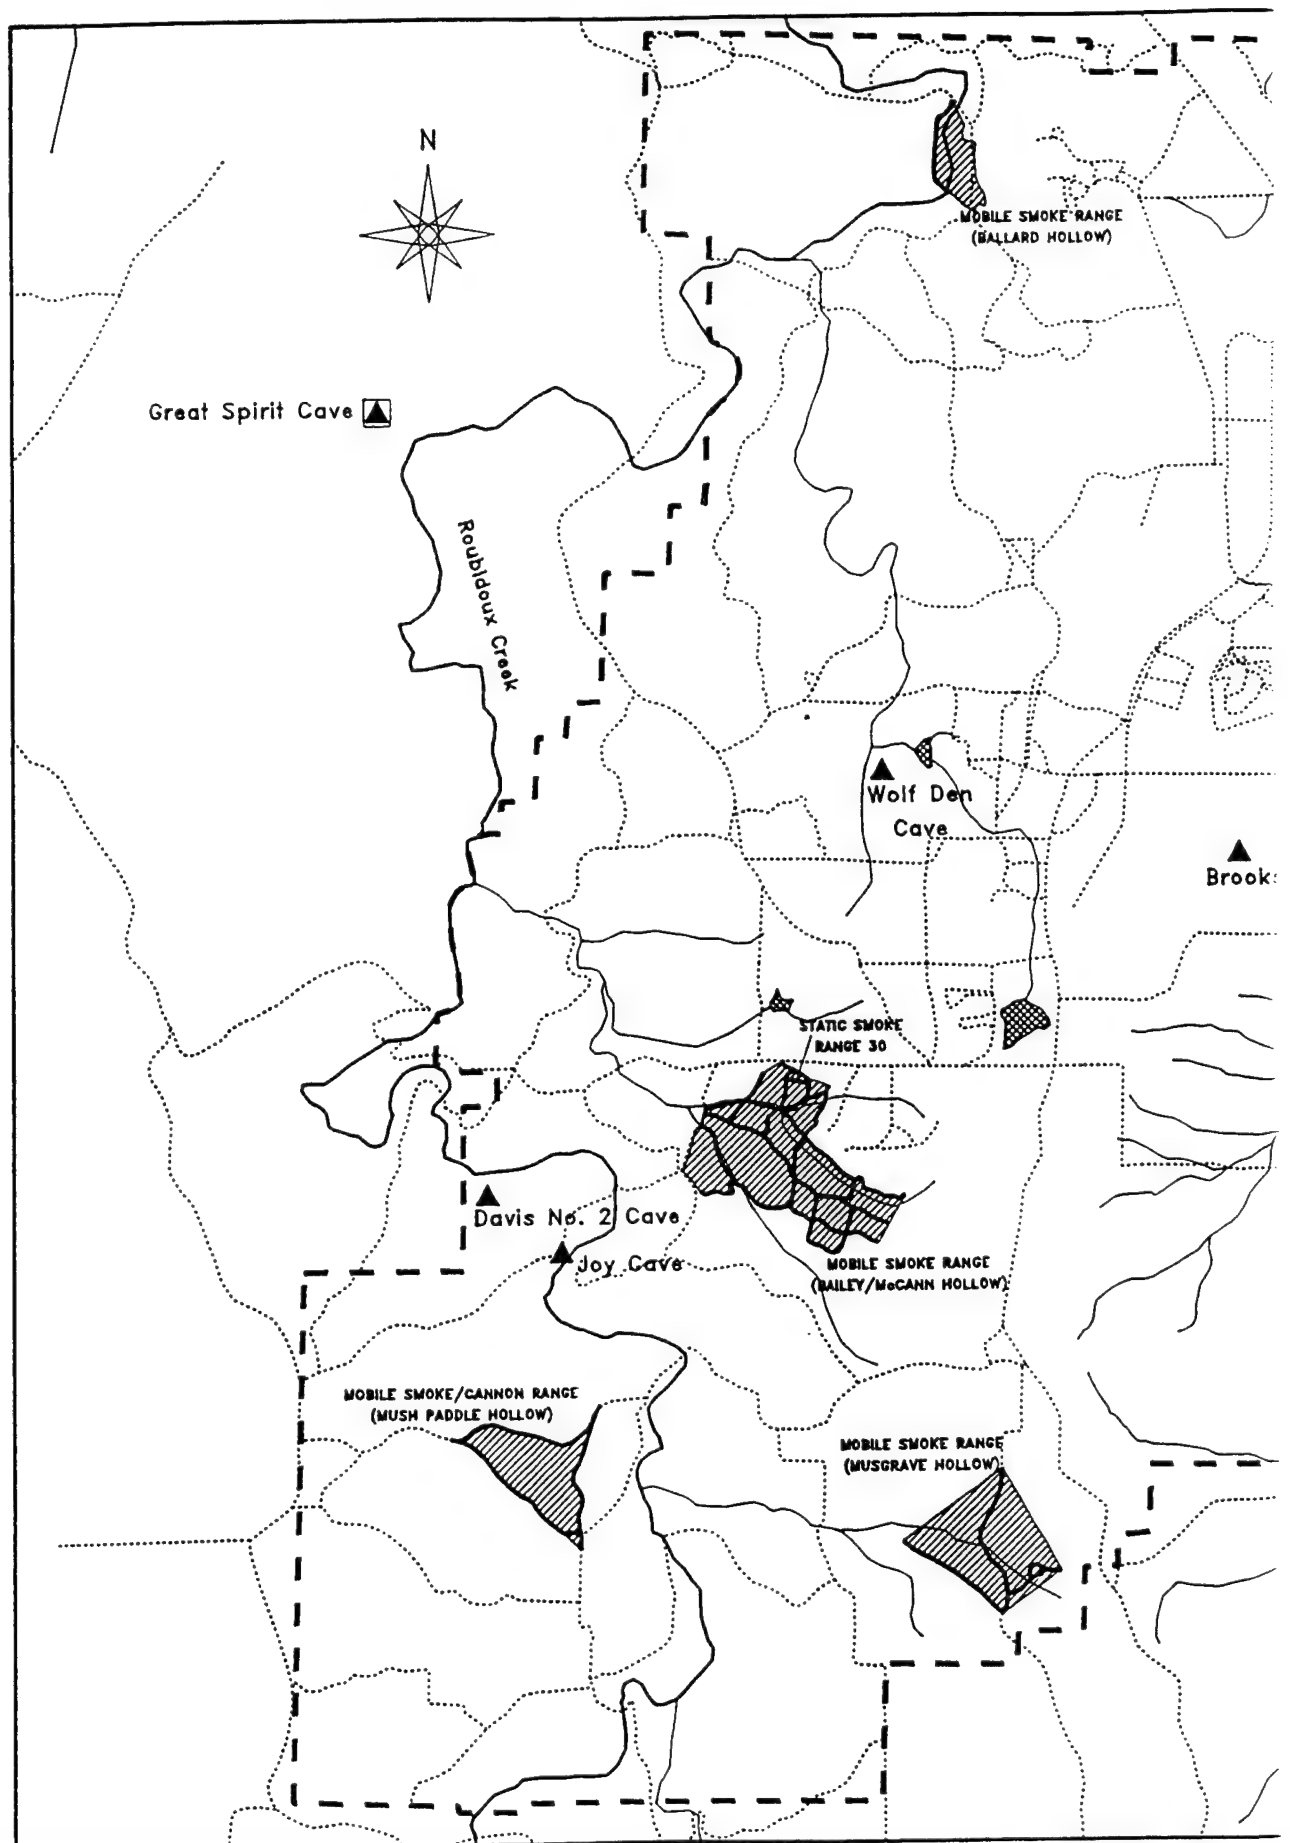 N
MOBILE SMOKE RANGE
(BALLARD HOLLOW)
Great Spirit Cave
Roubidoux Creek
Wolf Den
Cave
Brooks
STATIC SMOKE
RANGE 30
Davis No. 2 Cave
Joy Cave
MOBILE SMOKE RANGE
(BAILEY/McCANN HOLLOW)
MOBILE SMOKE/CANNON RANGE
(MUSH PADDLE HOLLOW)
MOBILE SMOKE RANGE
(MUSGRAVE HOLLOW)